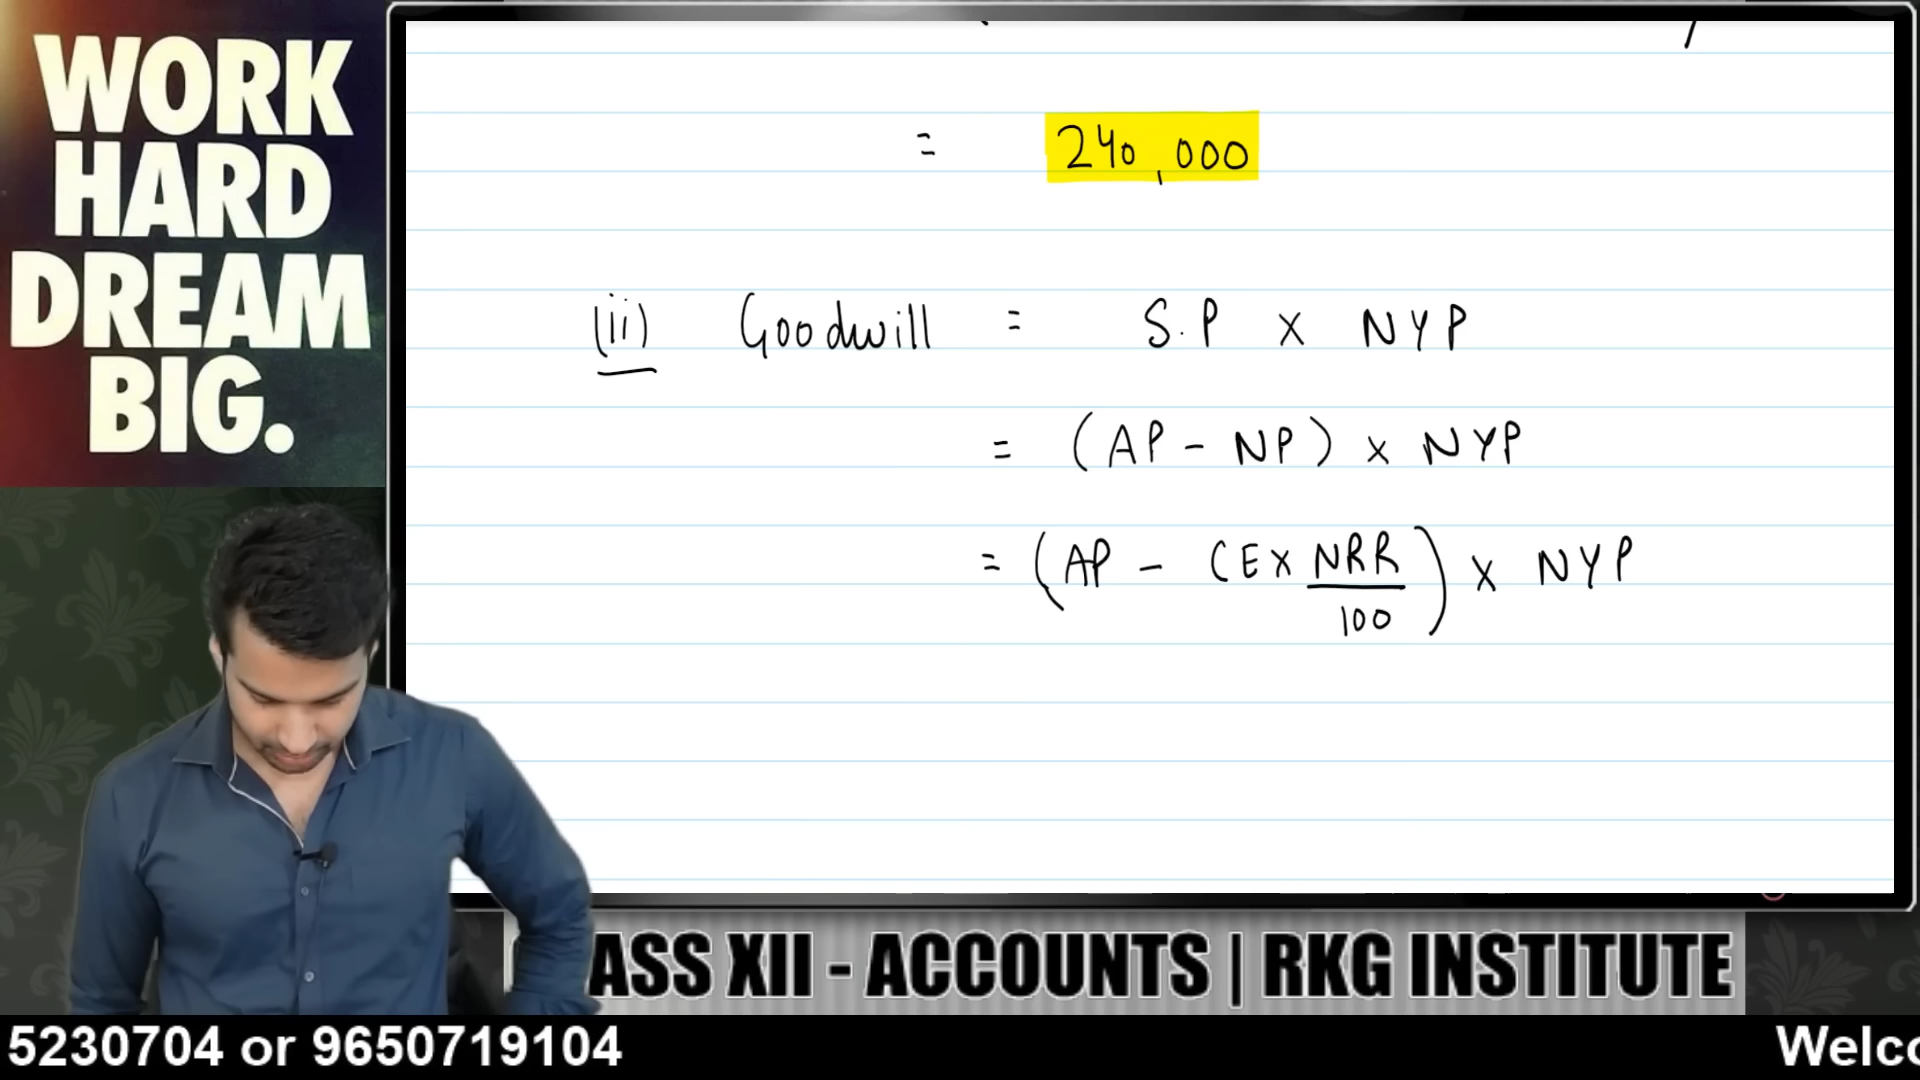 WORK
HARD
DREAM
BIG.
= 240,000
(ii) Goodwill = S.P x NYP
= (AP - NP) x NYP
= (AP - CE x NRR/100) x NYP
ASS XII - ACCOUNTS | RKG INSTITUTE
5230704 or 9650719104
Welco